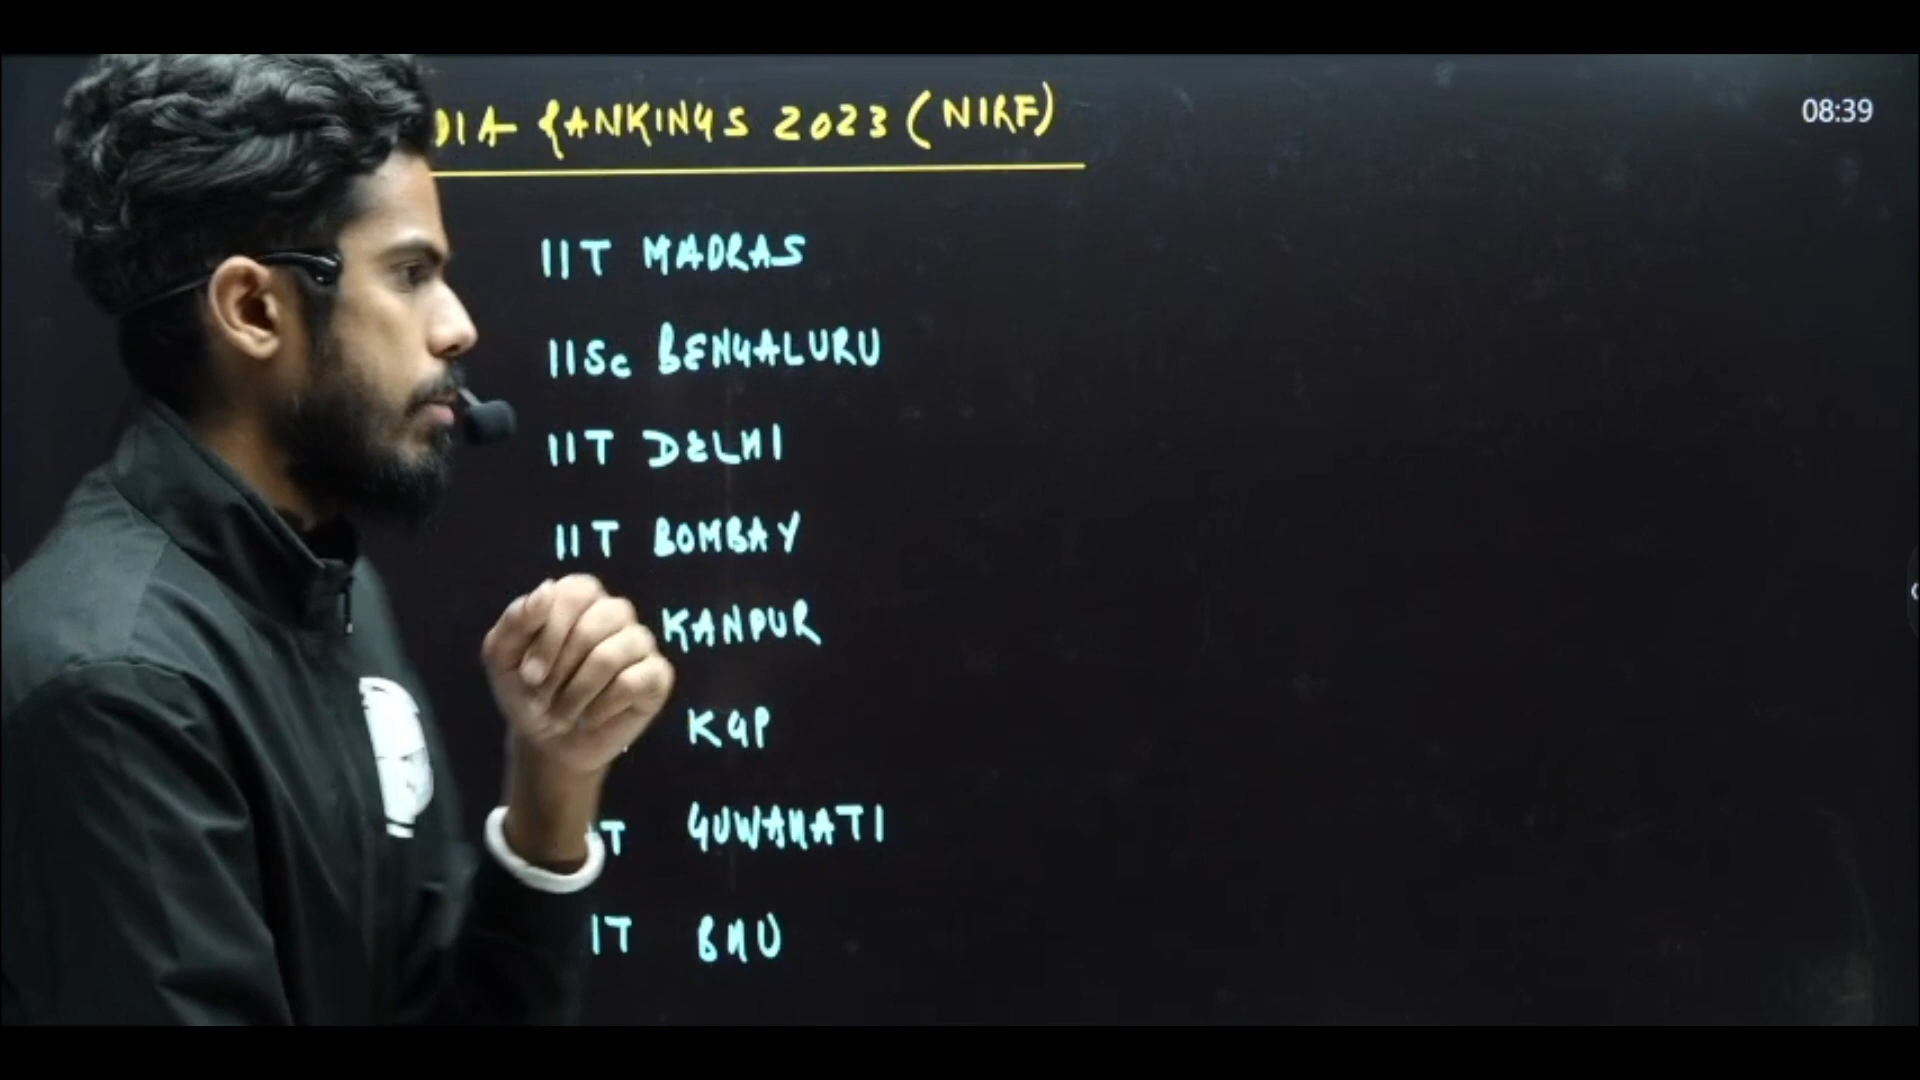 DIA RANKINGS 2023 (NIRF)
08:39
IIT MADRAS
IISc BENGALURU
IIT DELHI
IIT BOMBAY
KANPUR
KGP
T GUWAHATI
IT BHU